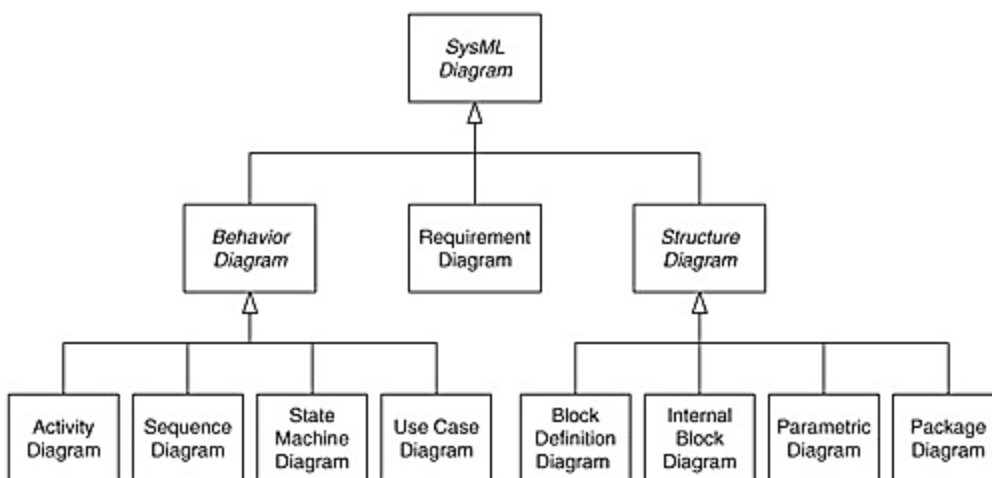 SysML
Diagram
Behavior
Diagram
Requirement
Diagram
Structure
Diagram
Activity
Diagram
Sequence
Diagram
State
Machine
Diagram
Use Case
Diagram
Block
Definition
Diagram
Internal
Block
Diagram
Parametric
Diagram
Package
Diagram